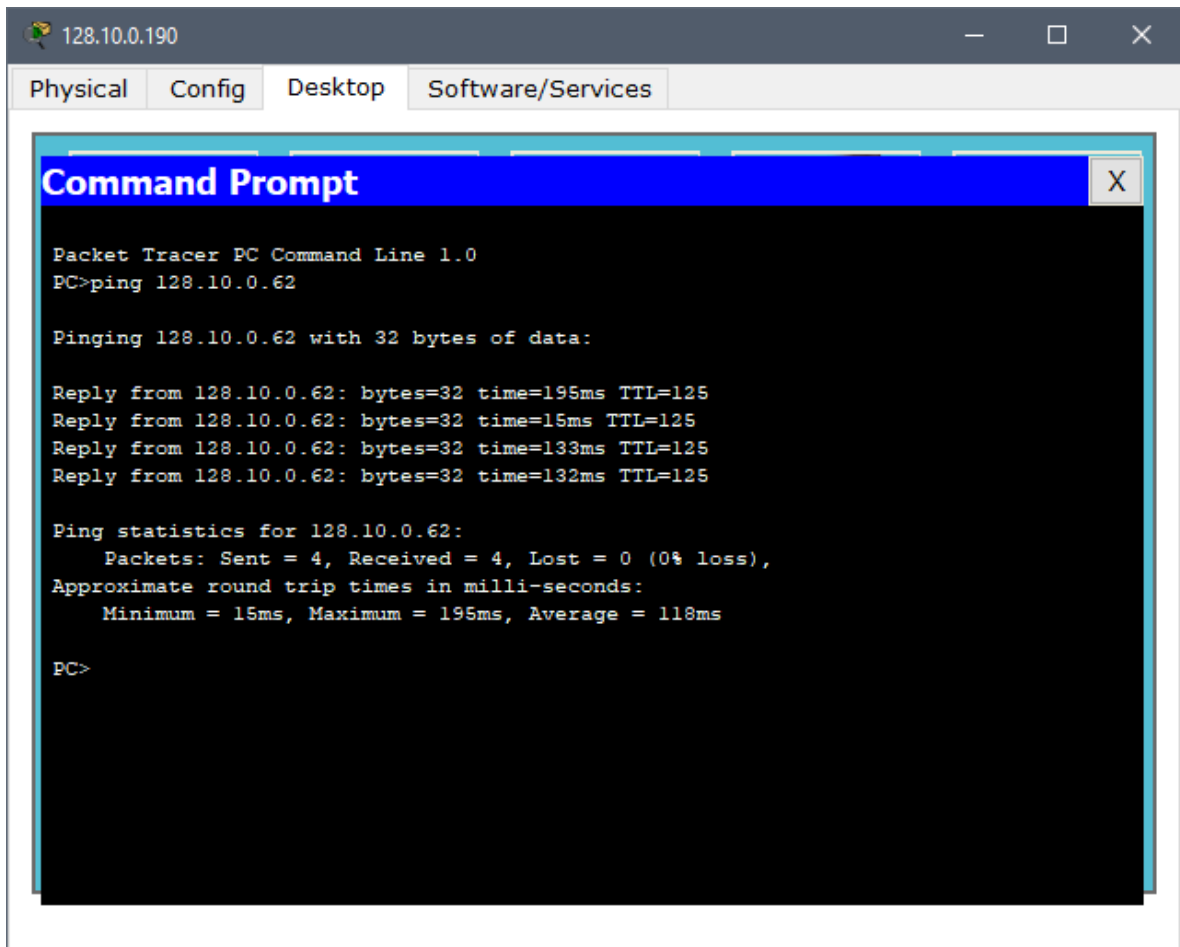 128.10.0.190
Physical Config Desktop Software/Services
Command Prompt X
Packet Tracer PC Command Line 1.0
PC>ping 128.10.0.62
Pinging 128.10.0.62 with 32 bytes of data:
Reply from 128.10.0.62: bytes=32 time=195ms TTL=125
Reply from 128.10.0.62: bytes=32 time=15ms TTL=125
Reply from 128.10.0.62: bytes=32 time=133ms TTL=125
Reply from 128.10.0.62: bytes=32 time=132ms TTL=125
Ping statistics for 128.10.0.62:
    Packets: Sent = 4, Received = 4, Lost = 0 (0% loss),
Approximate round trip times in milli-seconds:
    Minimum = 15ms, Maximum = 195ms, Average = 118ms
PC>